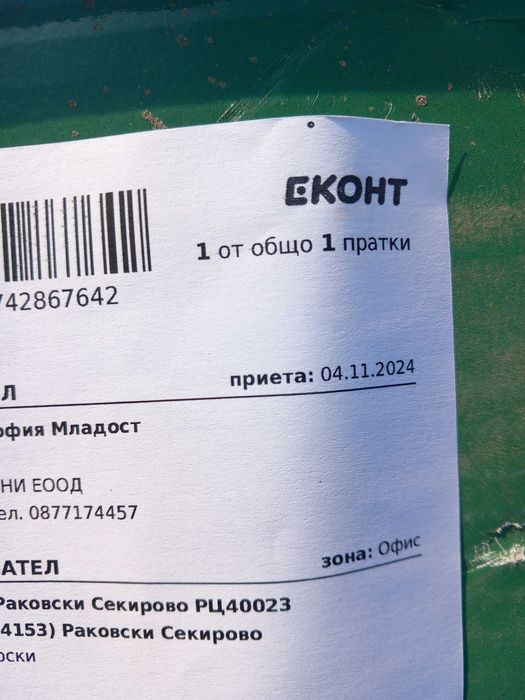 ЕКОНТ
1 от общо 1 пратки
742867642
Л
приета: 04.11.2024
офия Младост
НИ ЕООД
ел. 0877174457
АТЕЛ
зона: Офис
Раковски Секирово РЦ40023
4153) Раковски Секирово
оски